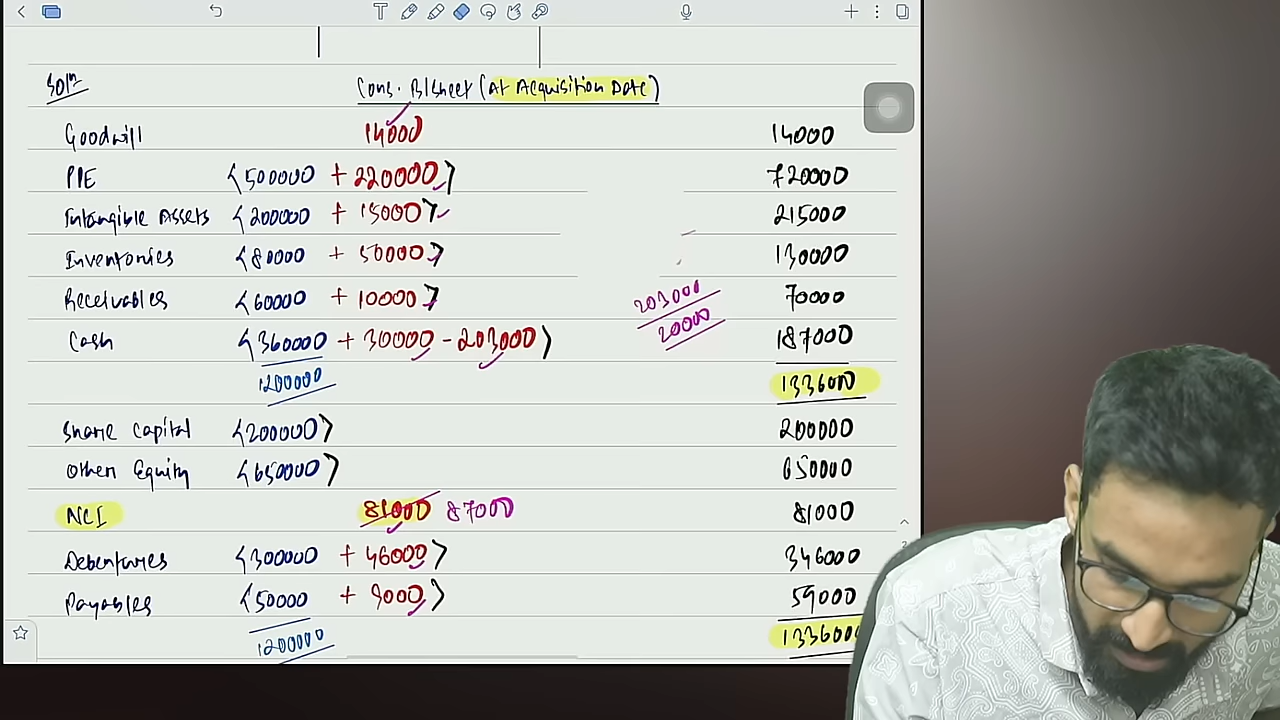 Soln
Cons. B/Sheet (At Acquisition Date)
Goodwill 14000 14000
PPE <500000 + 220000> 720000
Intangible Assets <200000 + 15000> 215000
Inventories <80000 + 50000> 130000
Receivables <60000 + 10000> 203000 70000
20000
Cash <360000 + 30000 - 203000> 187000
1200000 1336000
Share Capital <200000> 200000
Other Equity <650000> 650000
NCI 81000 87000 81000
Debentures <300000 + 46000> 346000
Payables <50000 + 9000> 59000
1200000 1336000